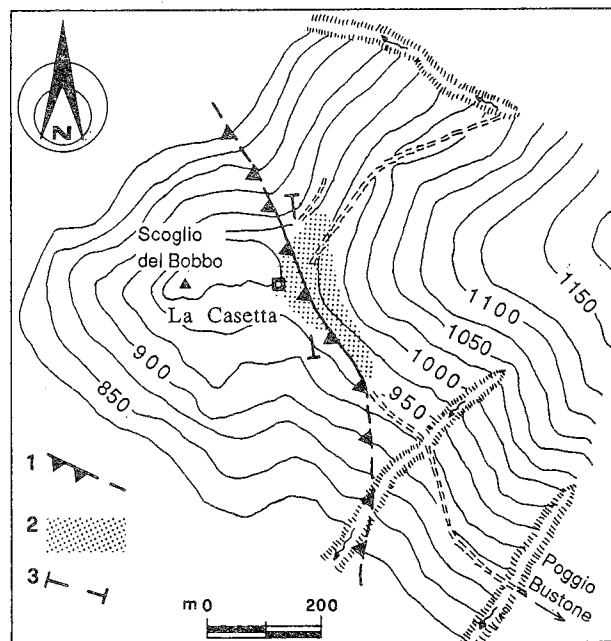 N
Scoglio
del Bobbo
La Casetta
1150
1100
1050
1000
950
900
850
1
2
3
m 0 200
Poggio
Bustone